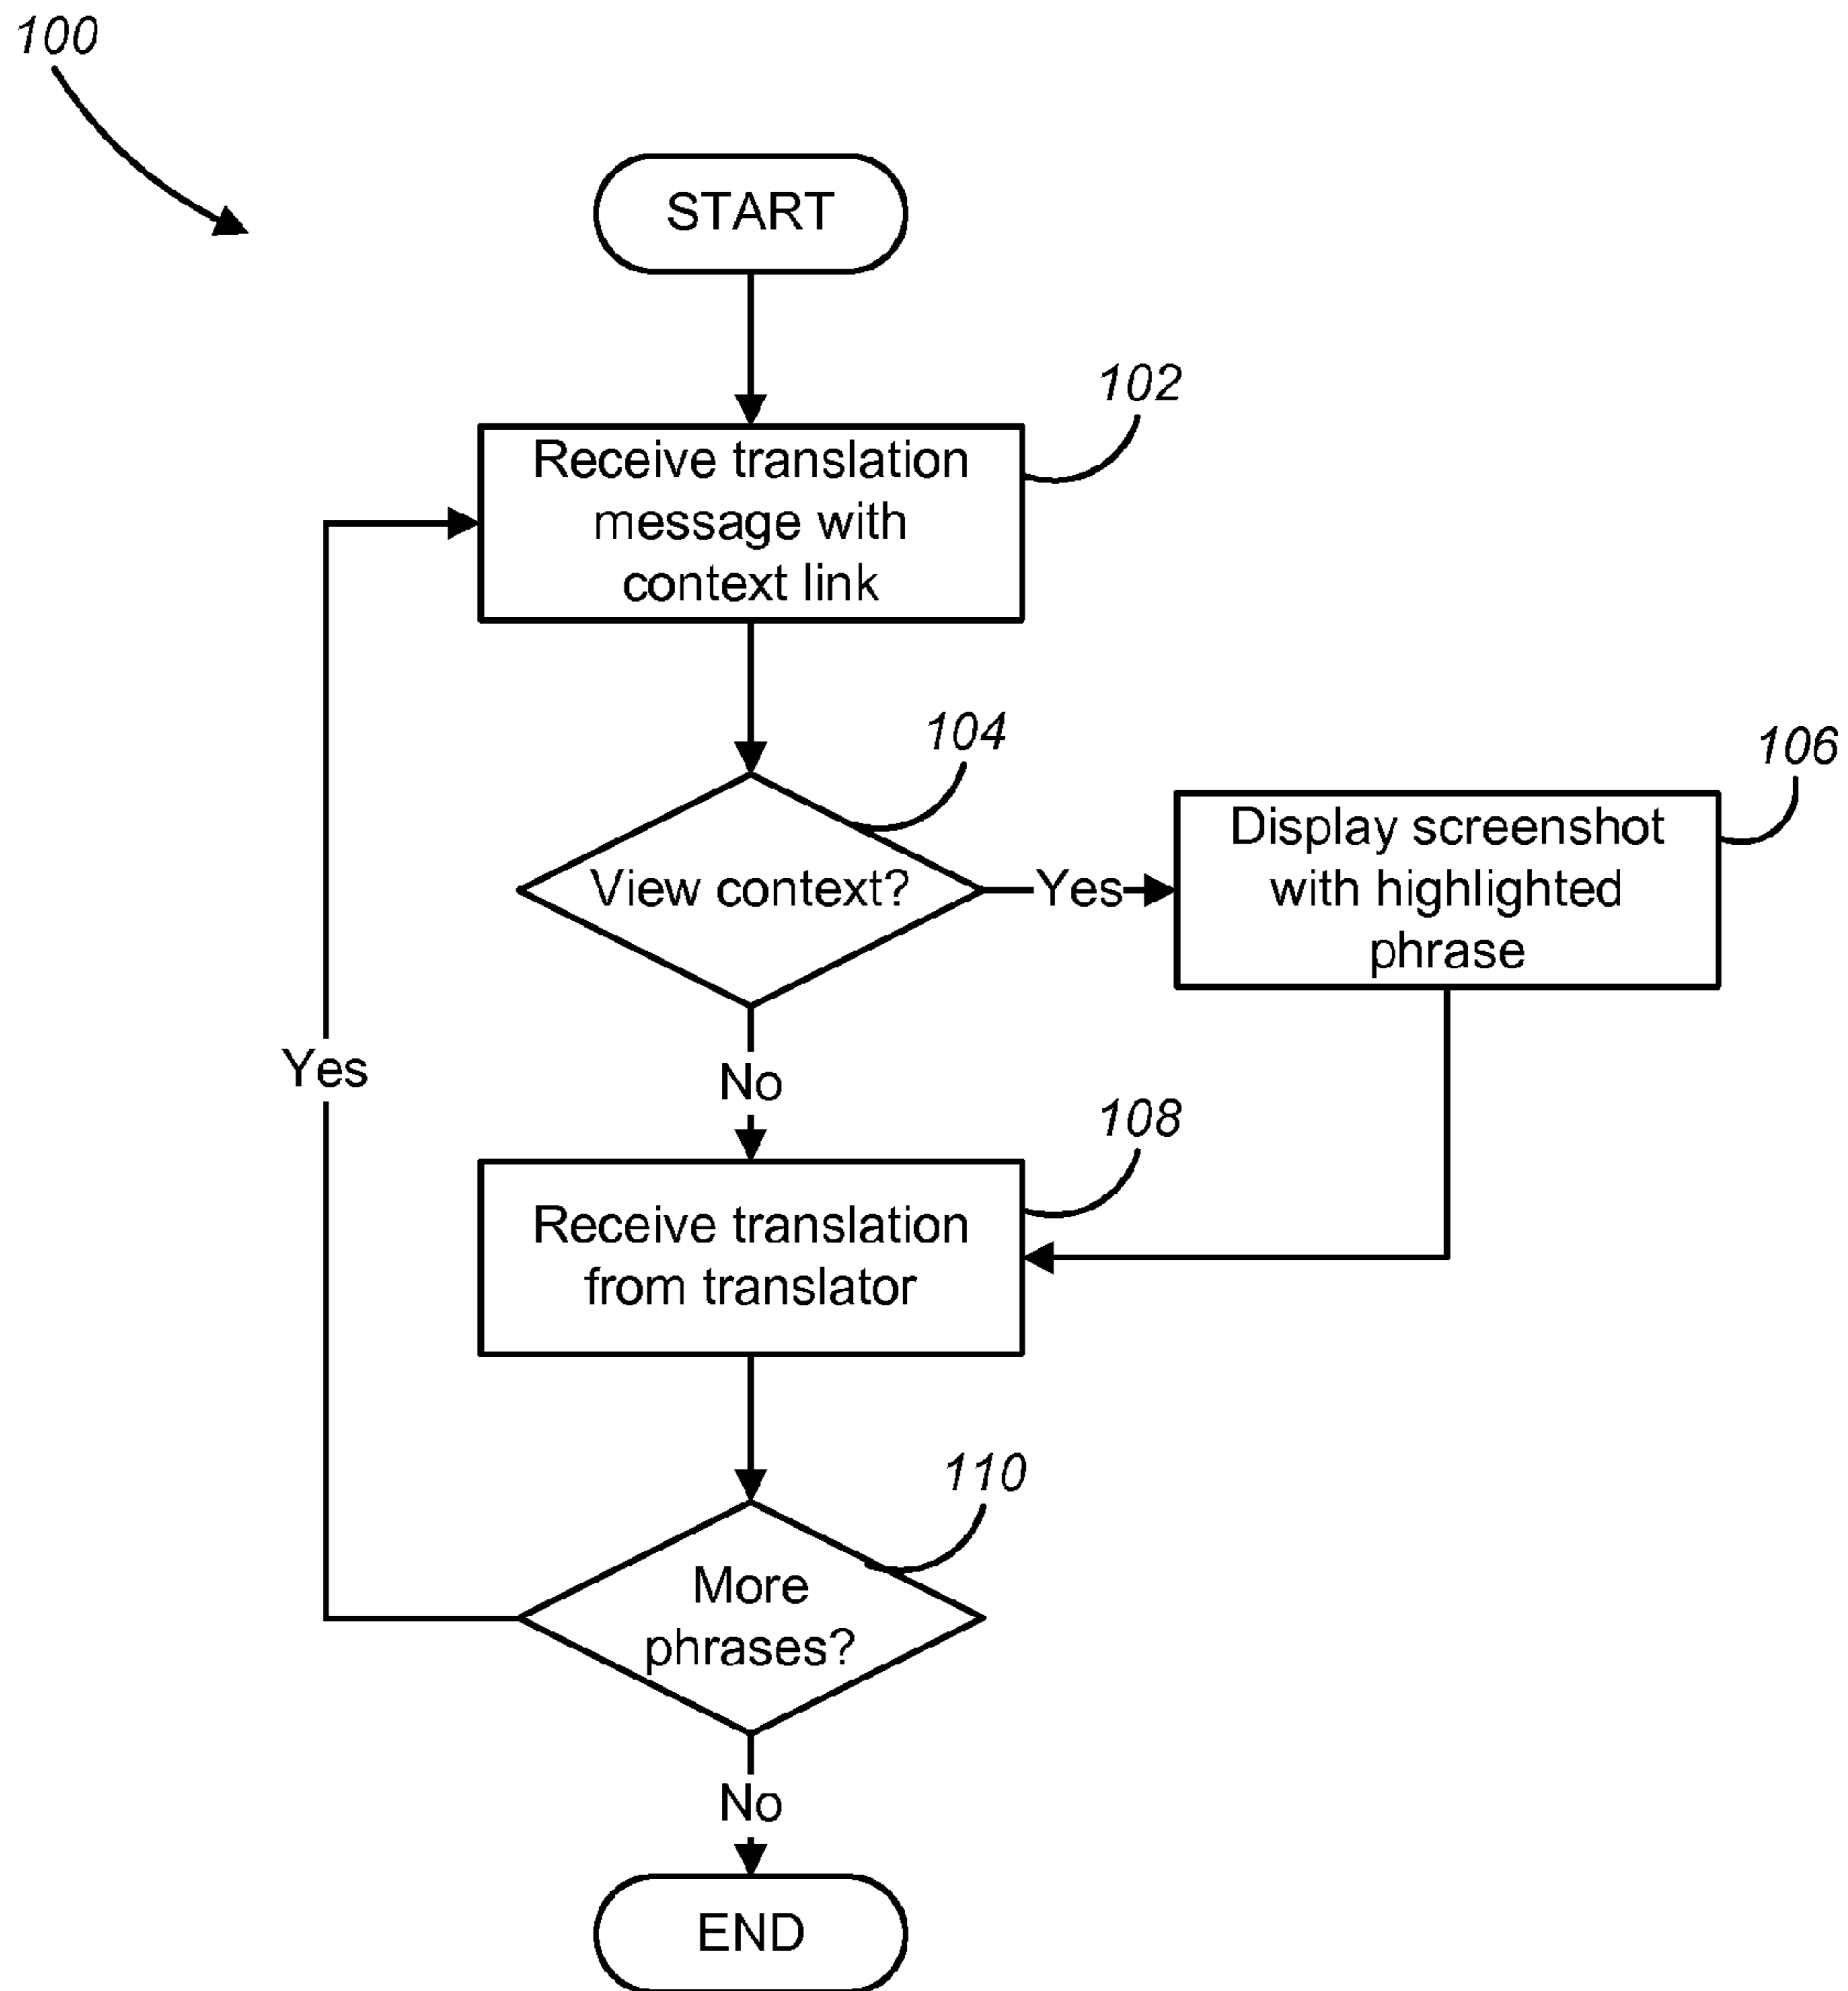 100
START
102
Receive translation
message with
context link
104
106
View context?
Yes
Display screenshot
with highlighted
phrase
Yes
No
108
Receive translation
from translator
110
More
phrases?
No
END